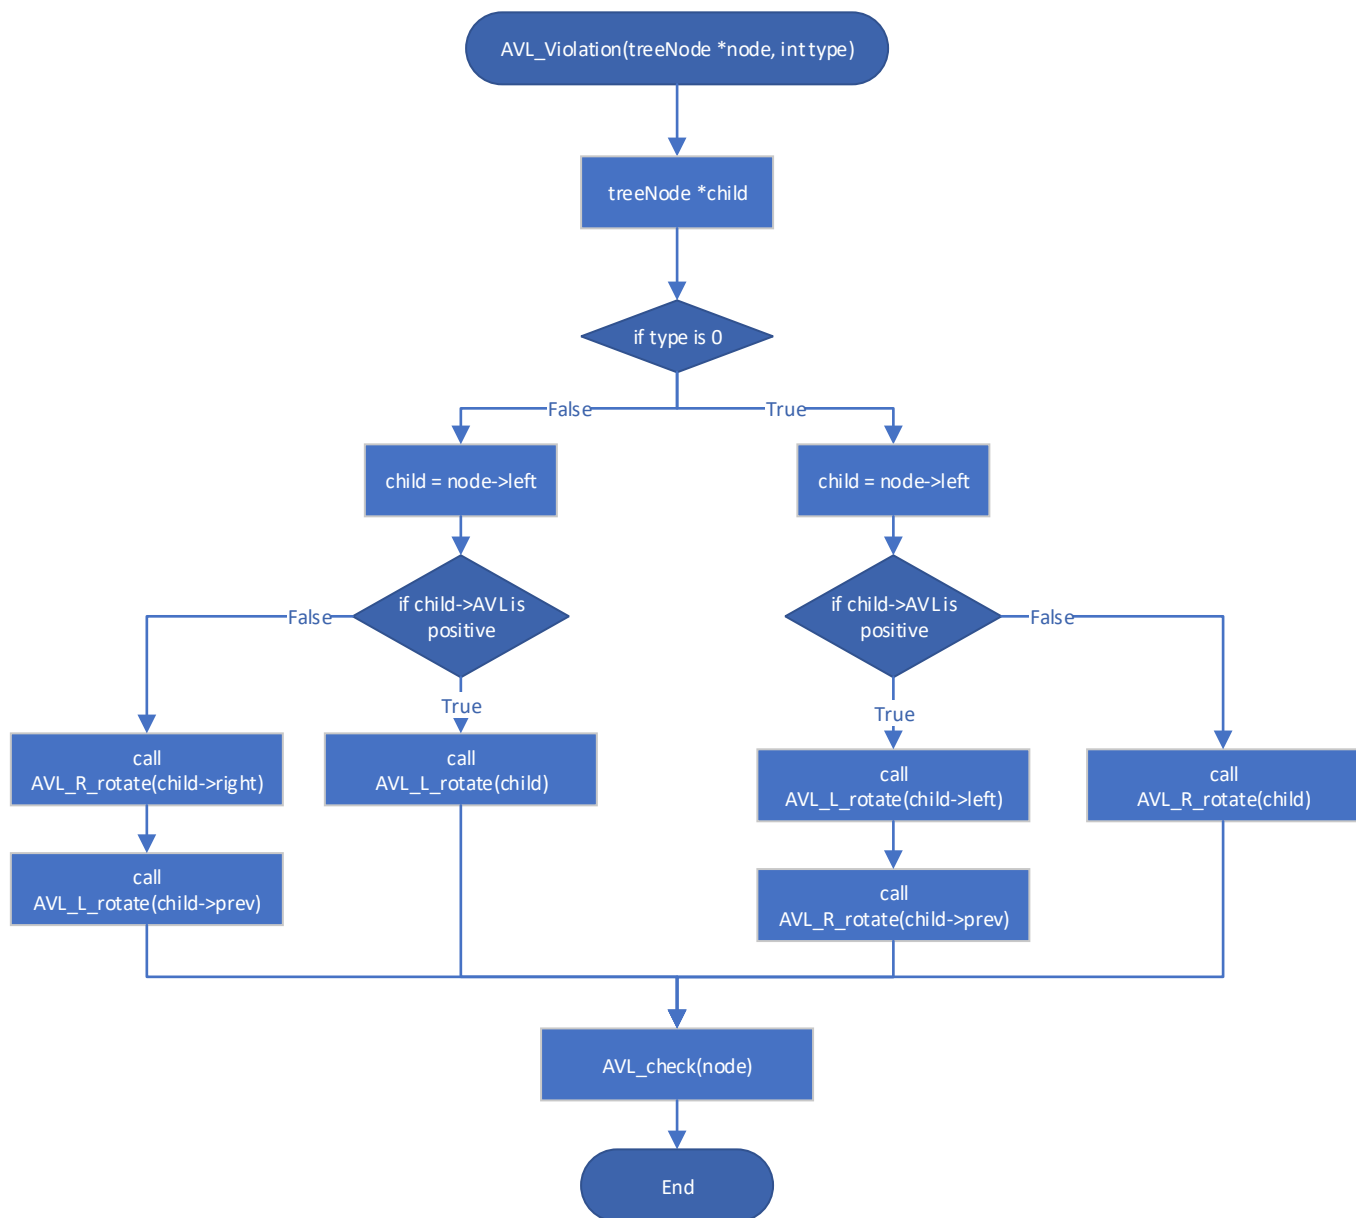 AVL_Violation(treeNode *node, int type)
treeNode *child
if type is 0
False
True
child = node->left
child = node->left
if child->AVL is
positive
if child->AVL is
positive
False
False
True
True
call
AVL_R_rotate(child->right)
call
AVL_L_rotate(child)
call
AVL_L_rotate(child->left)
call
AVL_R_rotate(child)
call
AVL_L_rotate(child->prev)
call
AVL_R_rotate(child->prev)
AVL_check(node)
End